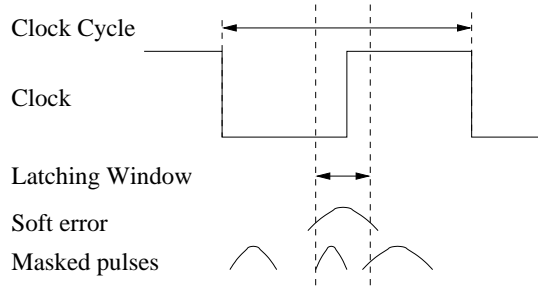 Clock Cycle
Clock
Latching Window
Soft error
Masked pulses